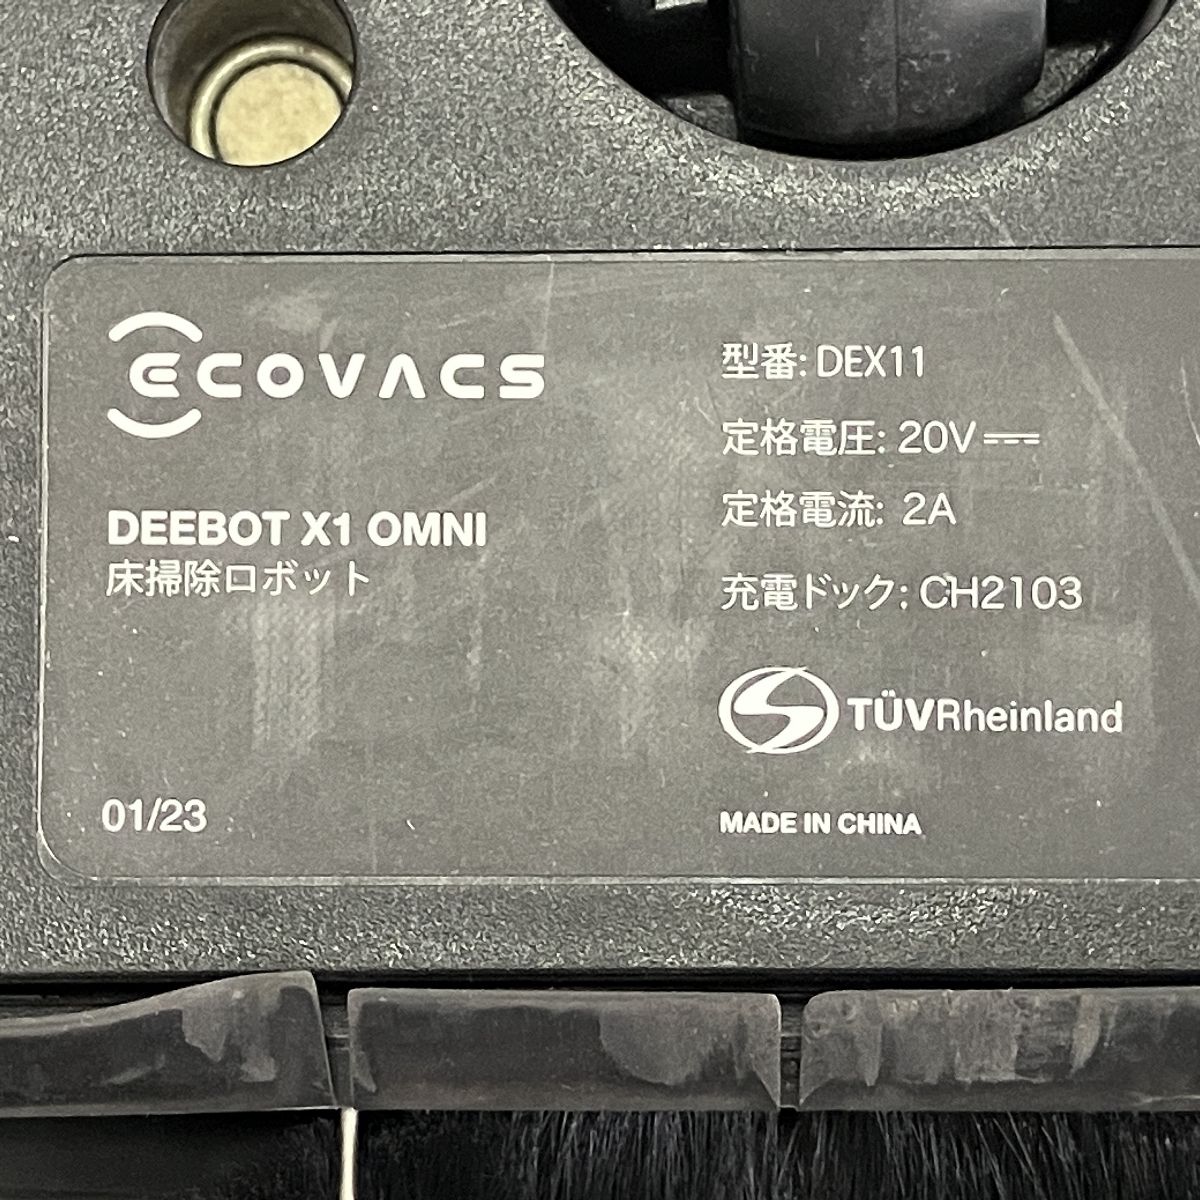 ECOVACS
DEEBOT X1 OMNI
床掃除ロボット
01/23
型番: DEX11
定格電圧: 20V⎓
定格電流: 2A
充電ドック: CH2103
TÜVRheinland
MADE IN CHINA